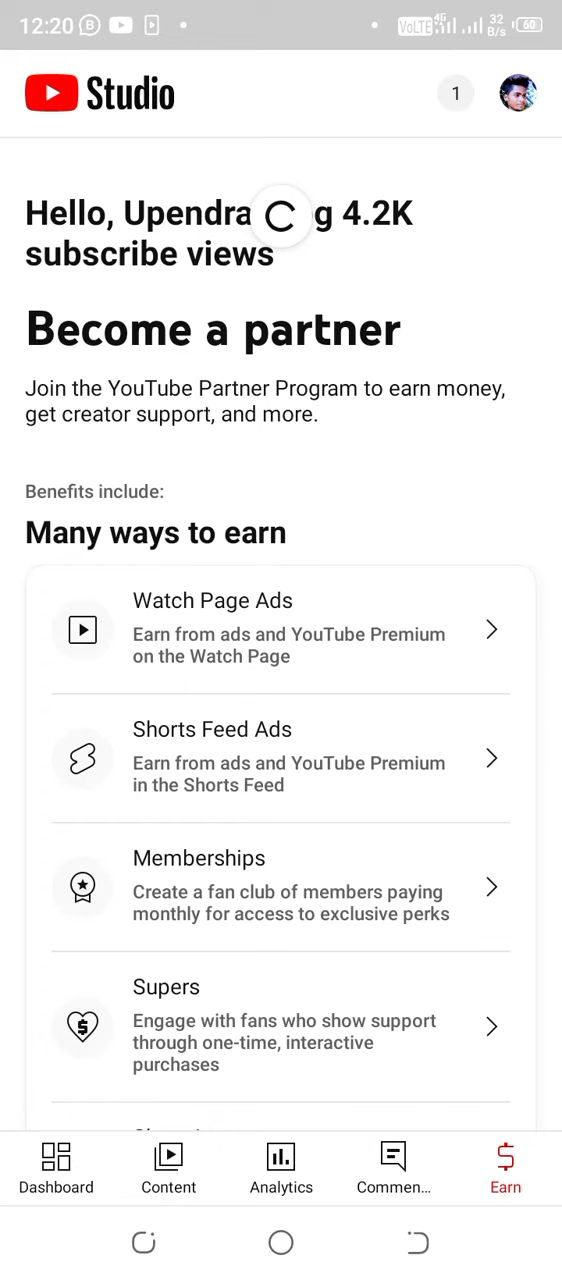 12:20
VoLTE 4G 32 B/s 60
Studio
1
Hello, Upendra g 4.2K
subscribe views
Become a partner
Join the YouTube Partner Program to earn money,
get creator support, and more.
Benefits include:
Many ways to earn
Watch Page Ads
Earn from ads and YouTube Premium
on the Watch Page
Shorts Feed Ads
Earn from ads and YouTube Premium
in the Shorts Feed
Memberships
Create a fan club of members paying
monthly for access to exclusive perks
Supers
Engage with fans who show support
through one-time, interactive
purchases
Dashboard
Content
Analytics
Commen...
Earn